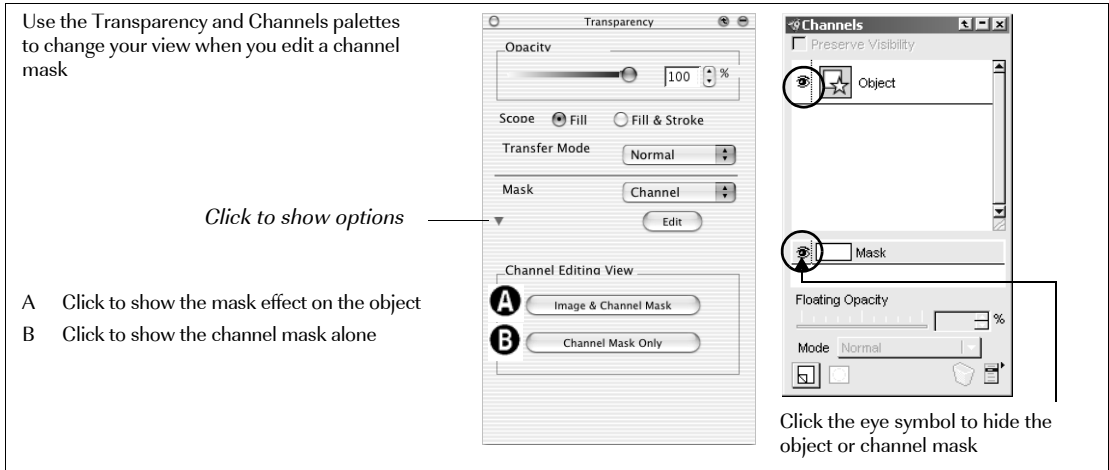 Use the Transparency and Channels palettes
to change your view when you edit a channel
mask
Click to show options
A Click to show the mask effect on the object
B Click to show the channel mask alone
Transparency
Opacity
100 %
Scope Fill Fill & Stroke
Transfer Mode Normal
Mask Channel
Edit
Channel Editing View
A Image & Channel Mask
B Channel Mask Only
Channels
Preserve Visibility
Object
Mask
Floating Opacity
%
Mode Normal
Click the eye symbol to hide the
object or channel mask